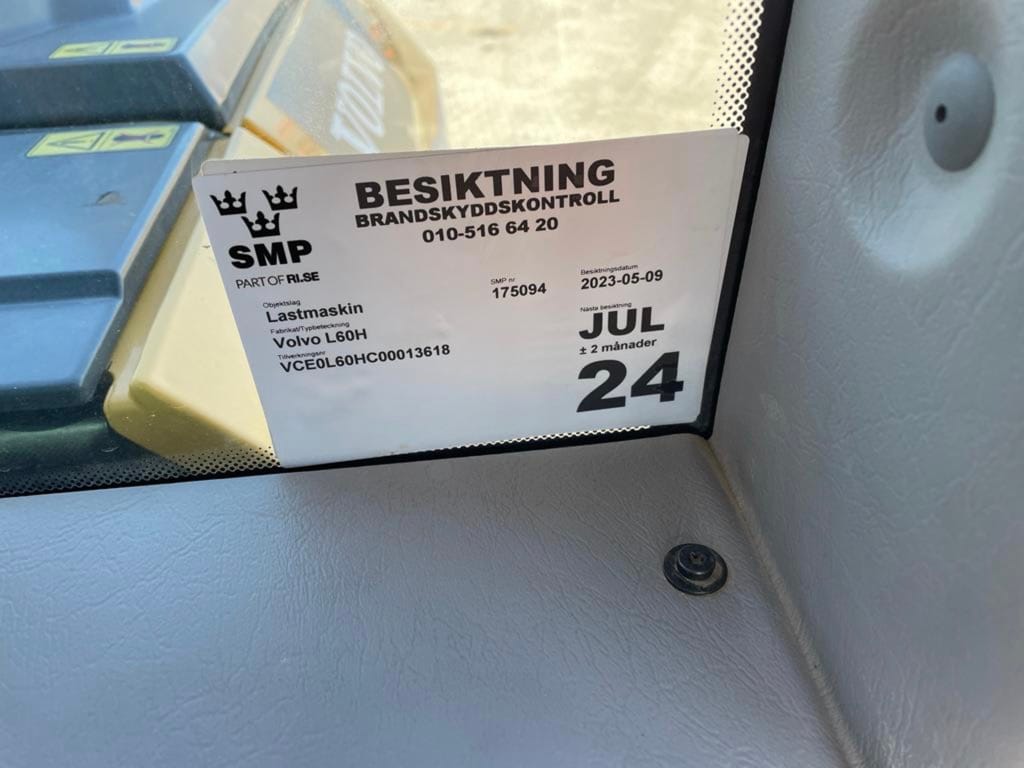 VOLVO
BESIKTNING
BRANDSKYDDSKONTROLL
010-516 64 20
SMP
PART OF RI.SE
Objektslag
Lastmaskin
Fabrikat/Typbeteckning
Volvo L60H
Tillverkningsnr
VCE0L60HC00013618
SMP nr
175094
Besiktningsdatum
2023-05-09
Nästa besiktning
JUL
± 2 månader
24